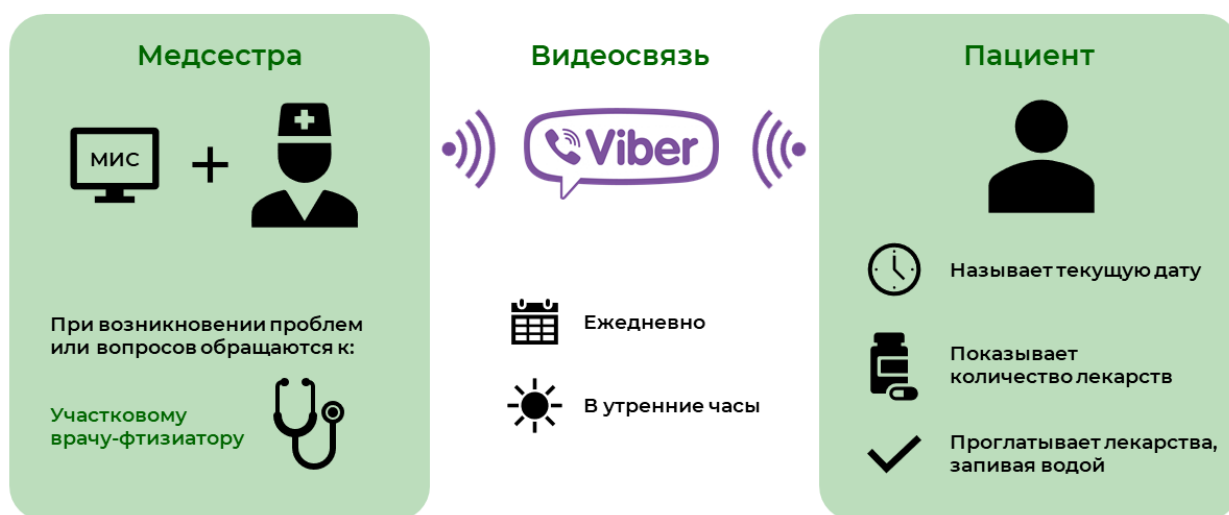 Медсестра
МИС
При возникновении проблем
или вопросов обращаются к:
Участковому
врачу-фтизиатору
Видеосвязь
Viber
Ежедневно
В утренние часы
Пациент
Называет текущую дату
Показывает
количество лекарств
Проглатывает лекарства,
запивая водой